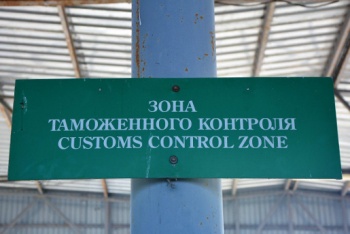 ЗОНА
ТАМОЖЕННОГО КОНТРОЛЯ
CUSTOMS CONTROL ZONE